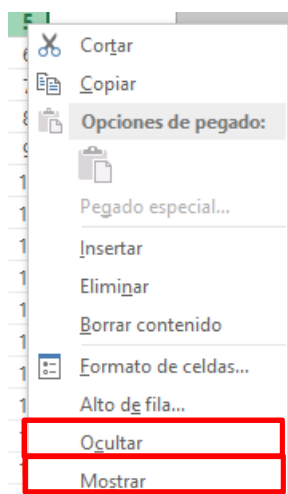 5
Cortar
Copiar
Opciones de pegado:
Pegado especial...
Insertar
Eliminar
Borrar contenido
Formato de celdas...
Alto de fila...
Ocultar
Mostrar